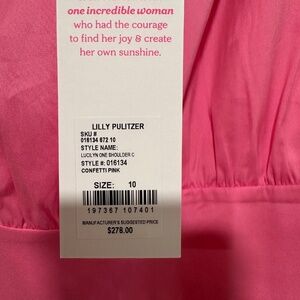 one incredible woman
who had the courage
to find her joy & create
her own sunshine.
LILLY PULITZER
SKU #
016134 672 10
STYLE NAME:
LUCILYN ONE SHOULDER C
STYLE #: 016134
CONFETTI PINK
SIZE: 10
197367 107401
MANUFACTURER'S SUGGESTED PRICE
$278.00